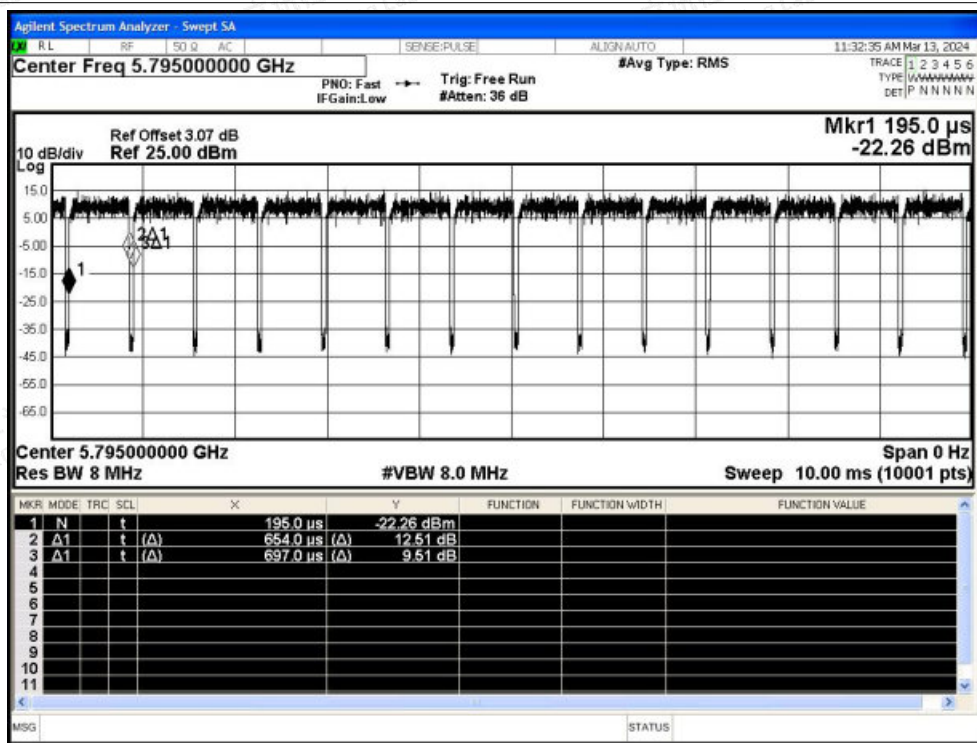 Agilent Spectrum Analyzer - Swept SA
RL RF 50 Ω AC SENSE:PULSE ALIGN AUTO 11:32:35 AM Mar 13, 2024
Center Freq 5.795000000 GHz #Avg Type: RMS TRACE 1 2 3 4 5 6
PNO: Fast Trig: Free Run TYPE WWWWWW
IFGain:Low #Atten: 36 dB DET P N N N N N
Ref Offset 3.07 dB Mkr1 195.0 µs
10 dB/div Ref 25.00 dBm -22.26 dBm
Log
15.0
5.00
2Δ1
3Δ1
-5.00
-15.0
1
-25.0
-35.0
-45.0
-55.0
-65.0
Center 5.795000000 GHz Span 0 Hz
Res BW 8 MHz #VBW 8.0 MHz Sweep 10.00 ms (10001 pts)
MKR MODE TRC SCL X Y FUNCTION FUNCTION WIDTH FUNCTION VALUE
1 N t 195.0 µs -22.26 dBm
2 Δ1 t (Δ) 654.0 µs (Δ) 12.51 dB
3 Δ1 t (Δ) 697.0 µs (Δ) 9.51 dB
4
5
6
7
8
9
10
11
MSG STATUS